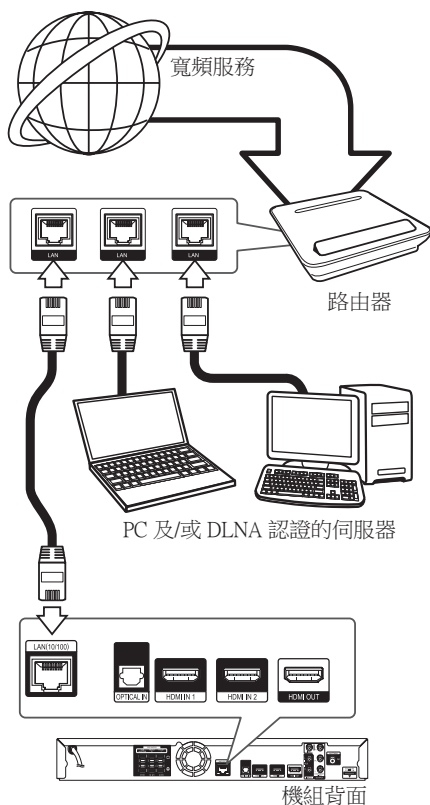 寬頻服務
LAN
LAN
LAN
路由器
PC 及/或 DLNA 認證的伺服器
LAN(10/100)
OPTICAL IN
HDMI IN 1
HDMI IN 2
HDMI OUT
機組背面